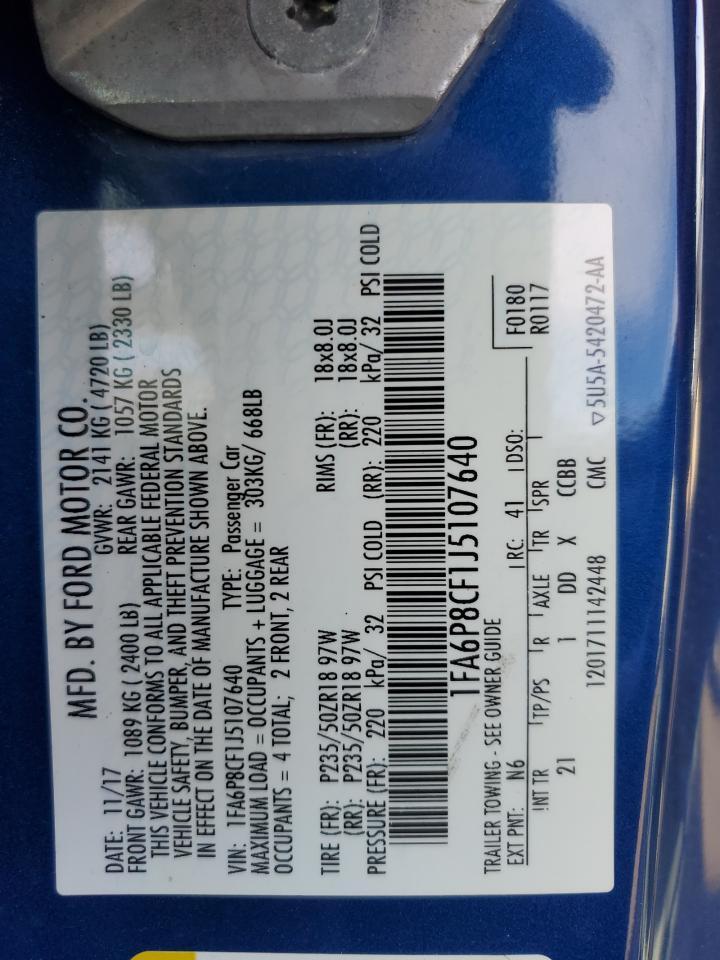 MFD. BY FORD MOTOR CO.
DATE: 11/17 GVWR: 2141 KG ( 4720 LB)
FRONT GAWR: 1089 KG (2400 LB) REAR GAWR: 1057 KG ( 2330 LB)
THIS VEHICLE CONFORMS TO ALL APPLICABLE FEDERAL MOTOR
VEHICLE SAFETY, BUMPER, AND THEFT PREVENTION STANDARDS
IN EFFECT ON THE DATE OF MANUFACTURE SHOWN ABOVE.
VIN: 1FA6P8CF1J5107640 TYPE: Passenger Car
MAXIMUM LOAD = OCCUPANTS + LUGGAGE = 303KG/ 668LB
OCCUPANTS = 4 TOTAL; 2 FRONT, 2 REAR
TIRE (FR): P235/50ZR18 97W RIMS (FR): 18x8.0J
(RR): P235/50ZR18 97W (RR): 18x8.0J
PRESSURE (FR): 220 kPa/ 32 PSI COLD (RR): 220 kPa/ 32 PSI COLD
1FA6P8CF1J5107640
TRAILER TOWING - SEE OWNER GUIDE
F0180
R0117
EXT PNT: N6 RC: 41 DSO:
INT TR TP/PS R AXLE TR SPR
21 1 DD X CCBB
1201711142448 CMC ▽5U5A-5420472-AA